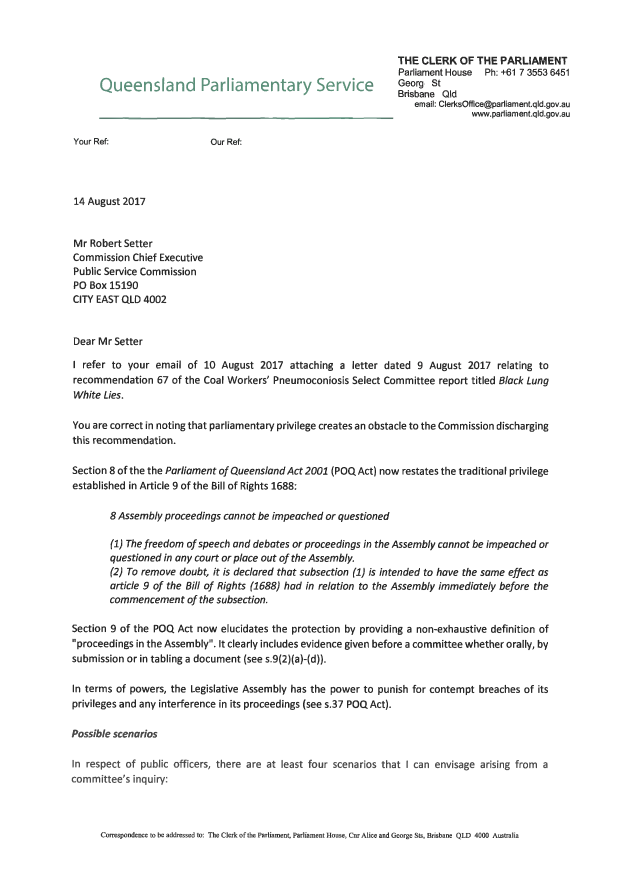 Queensland Parliamentary Service
THE CLERK OF THE PARLIAMENT
Parliament House Ph: +61 7 3553 6451
Georg St
Brisbane Qld
email: ClerksOffice@parliament.qld.gov.au
www.parliament.qld.gov.au
Your Ref: Our Ref:
14 August 2017
Mr Robert Setter
Commission Chief Executive
Public Service Commission
PO Box 15190
CITY EAST QLD 4002
Dear Mr Setter
I refer to your email of 10 August 2017 attaching a letter dated 9 August 2017 relating to
recommendation 67 of the Coal Workers' Pneumoconiosis Select Committee report titled Black Lung
White Lies.
You are correct in noting that parliamentary privilege creates an obstacle to the Commission discharging
this recommendation.
Section 8 of the the Parliament of Queensland Act 2001 (POQ Act) now restates the traditional privilege
established in Article 9 of the Bill of Rights 1688:
8 Assembly proceedings cannot be impeached or questioned
(1) The freedom of speech and debates or proceedings in the Assembly cannot be impeached or
questioned in any court or place out of the Assembly.
(2) To remove doubt, it is declared that subsection (1) is intended to have the same effect as
article 9 of the Bill of Rights (1688) had in relation to the Assembly immediately before the
commencement of the subsection.
Section 9 of the POQ Act now elucidates the protection by providing a non-exhaustive definition of
"proceedings in the Assembly". It clearly includes evidence given before a committee whether orally, by
submission or in tabling a document (see s.9(2)(a)-(d)).
In terms of powers, the Legislative Assembly has the power to punish for contempt breaches of its
privileges and any interference in its proceedings (see s.37 POQ Act).
Possible scenarios
In respect of public officers, there are at least four scenarios that I can envisage arising from a
committee's inquiry:
Correspondence to be addressed to: The Clerk of the Parliament, Parliament House, Cnr Alice and George Sts, Brisbane QLD 4000 Australia